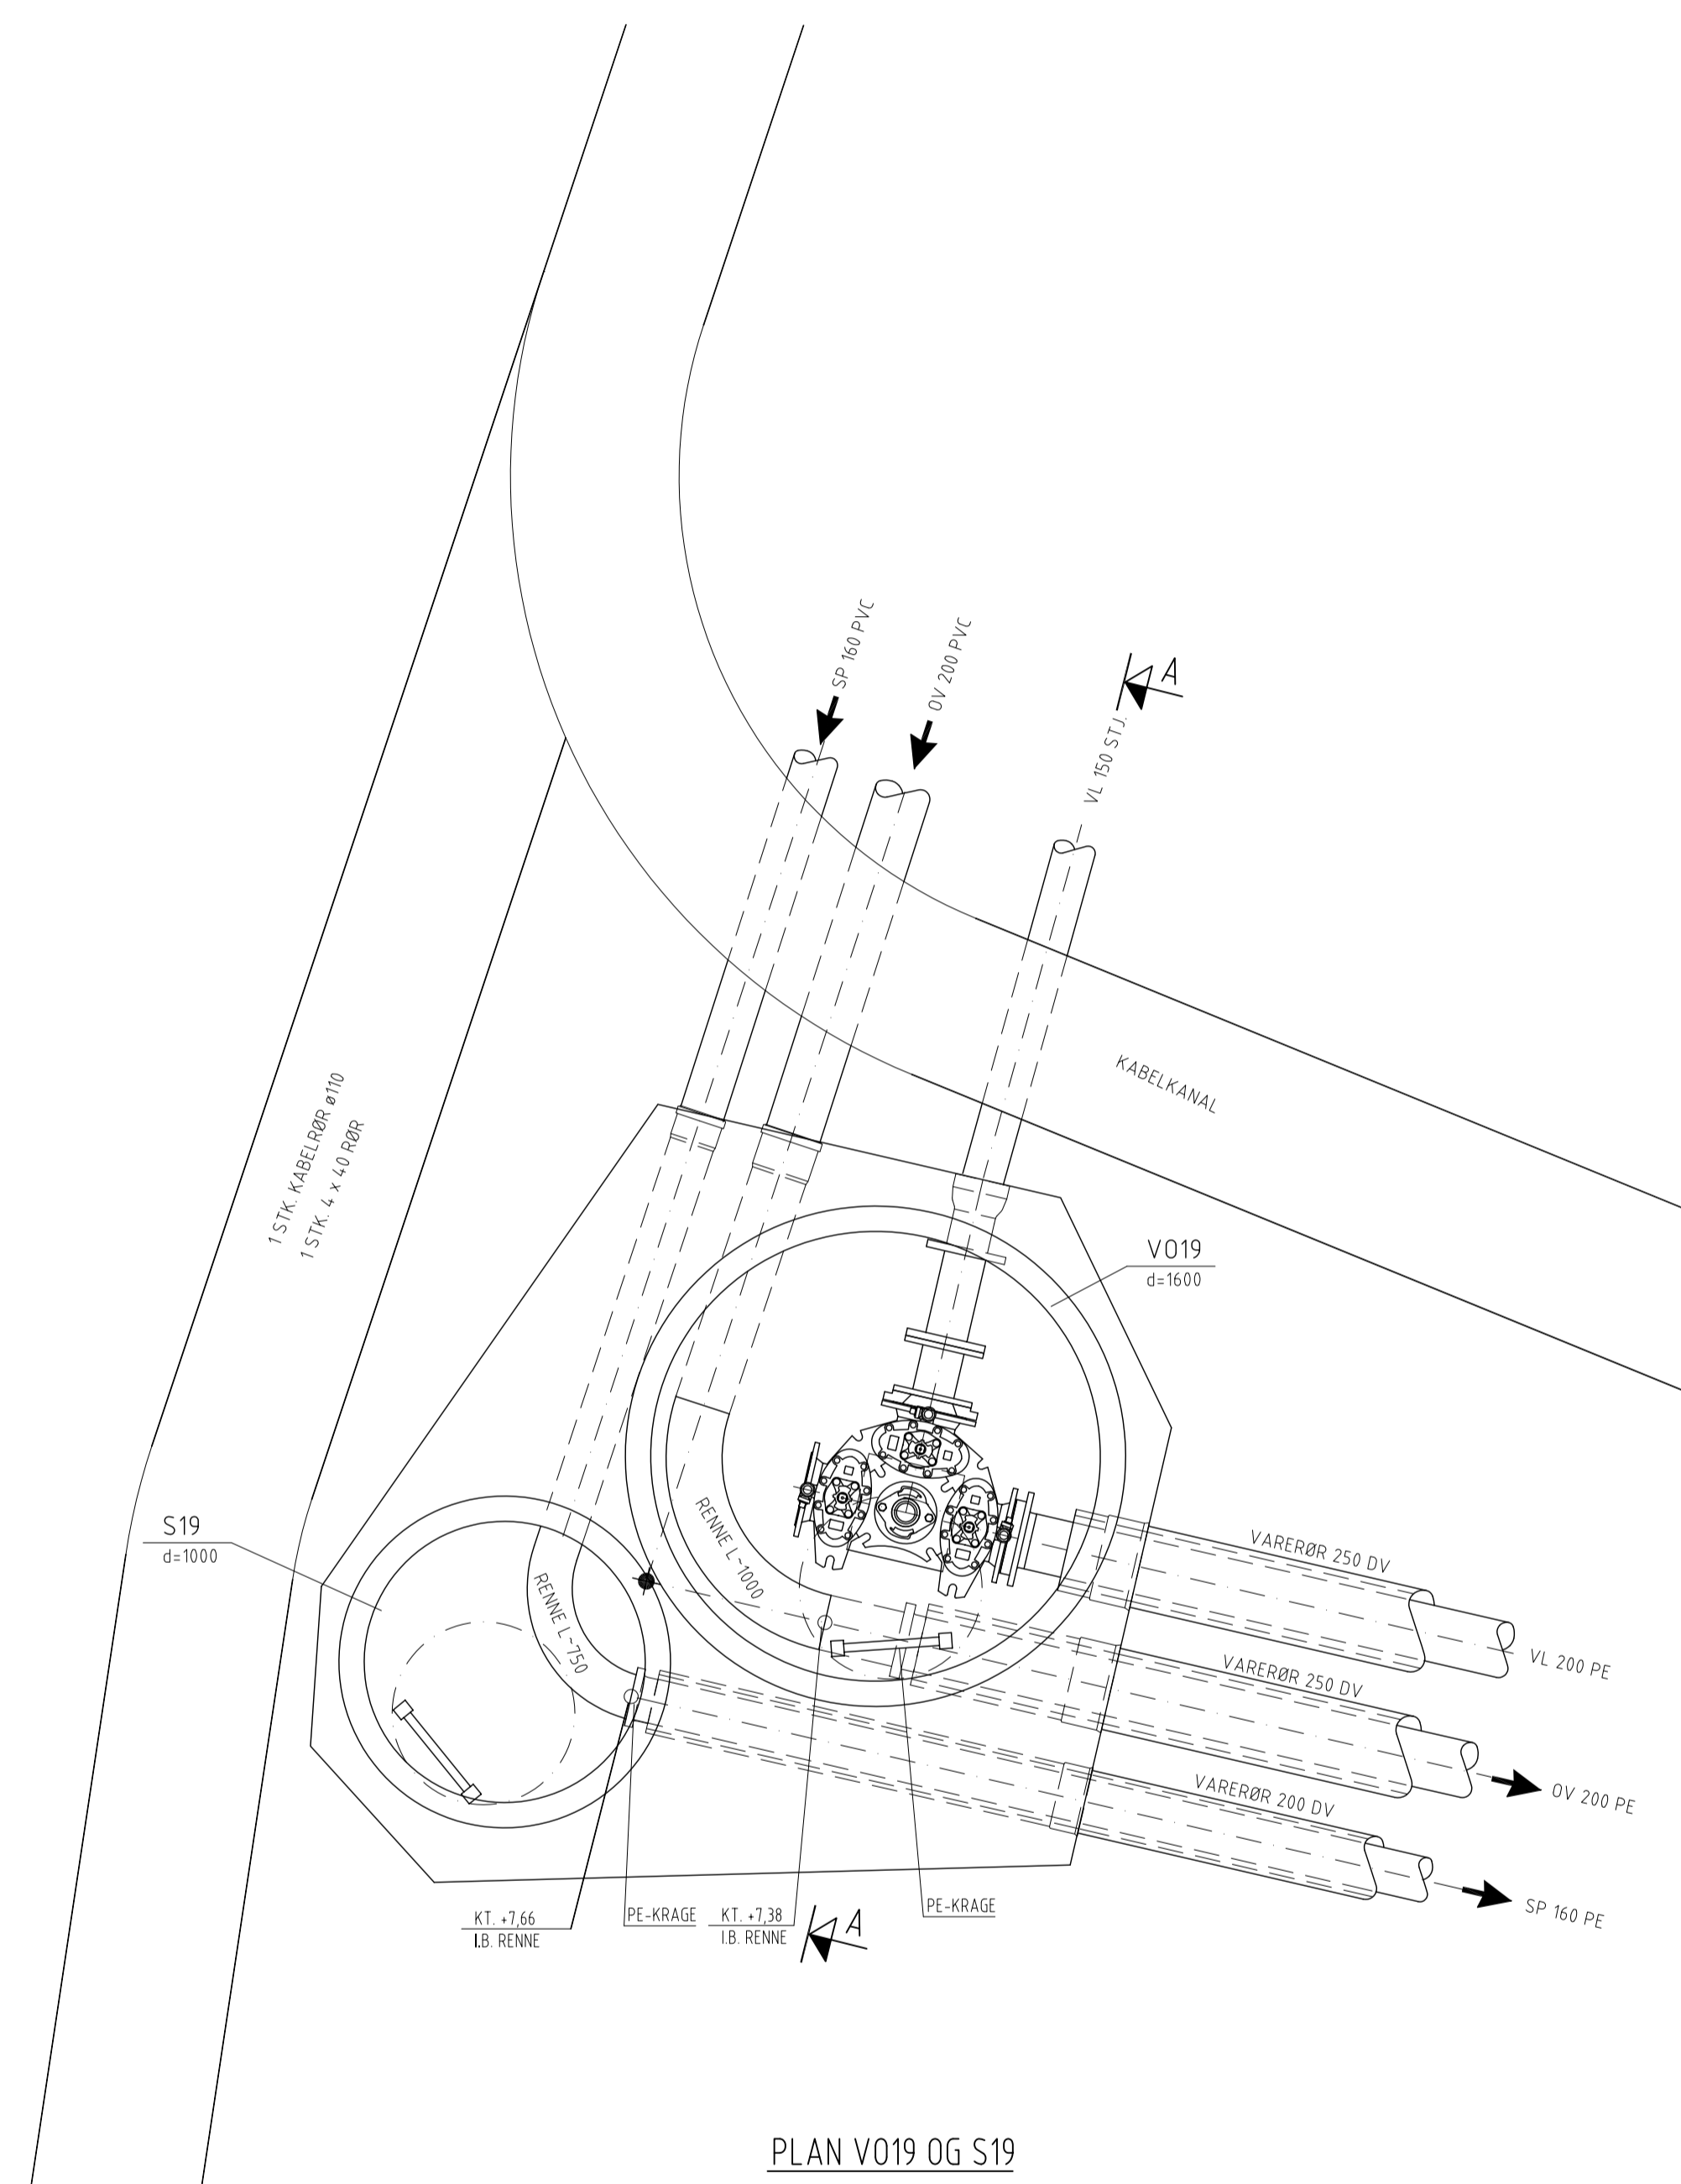 SP 160 PVC
OV 200 PVC
A
VL 150 STJ.
KABELKANAL
1 STK. KABELRØR ø110
1 STK. 4 x 40 RØR
VO19
d=1600
S19
d=1000
RENNE L~1000
RENNE L~750
VARERØR 250 DV
VL 200 PE
VARERØR 250 DV
OV 200 PE
VARERØR 200 DV
SP 160 PE
KT. +7,66
I.B. RENNE
PE-KRAGE
KT. +7,38
I.B. RENNE
PE-KRAGE
A
PLAN VO19 OG S19